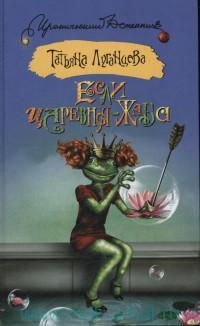 Иронический Детектив
Татьяна Луганцева
Если
царевна-Жаба